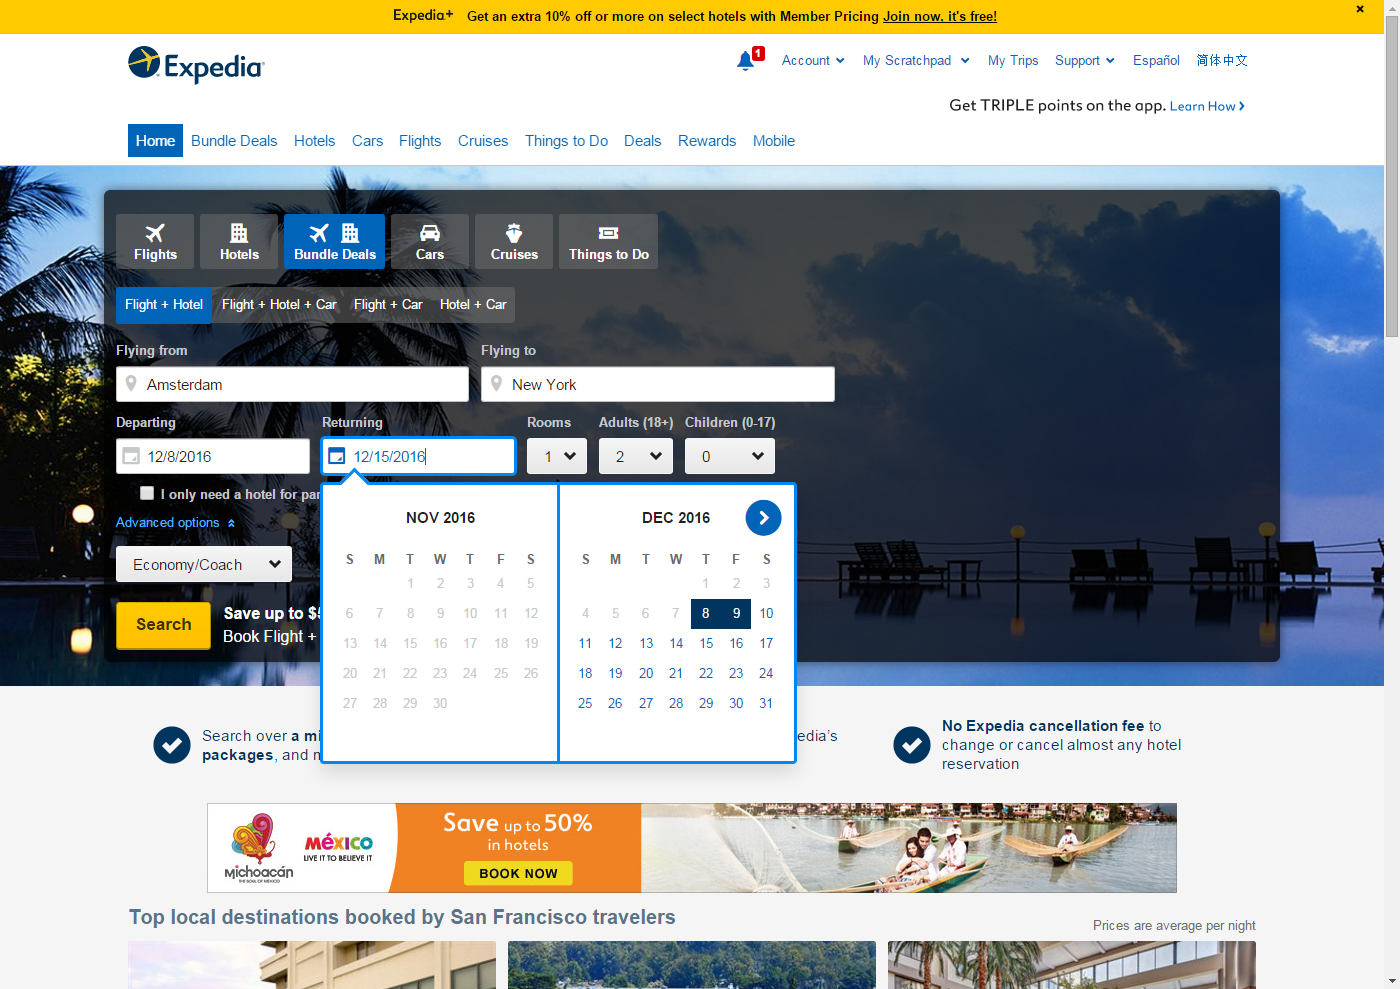 Expedia+ Get an extra 10% off or more on select hotels with Member Pricing Join now, it's free!
Expedia
1 Account My Scratchpad My Trips Support Español 简体中文
Get TRIPLE points on the app. Learn How
Home Bundle Deals Hotels Cars Flights Cruises Things to Do Deals Rewards Mobile
Flights Hotels Bundle Deals Cars Cruises Things to Do
Flight + Hotel Flight + Hotel + Car Flight + Car Hotel + Car
Flying from Flying to
Amsterdam New York
Departing Returning Rooms Adults (18+) Children (0-17)
12/8/2016 12/15/2016 1 2 0
I only need a hotel for par
Advanced options
Economy/Coach
Search
Save up to $5
Book Flight +
NOV 2016
S M T W T F S
1 2 3 4 5
6 7 8 9 10 11 12
13 14 15 16 17 18 19
20 21 22 23 24 25 26
27 28 29 30
DEC 2016
S M T W T F S
1 2 3
4 5 6 7 8 9 10
11 12 13 14 15 16 17
18 19 20 21 22 23 24
25 26 27 28 29 30 31
Search over a mi
packages, and m
edia's
No Expedia cancellation fee to
change or cancel almost any hotel
reservation
Michoacán
THE SOUL OF MEXICO
MÉXICO
LIVE IT TO BELIEVE IT
Save up to 50%
in hotels
BOOK NOW
Top local destinations booked by San Francisco travelers
Prices are average per night